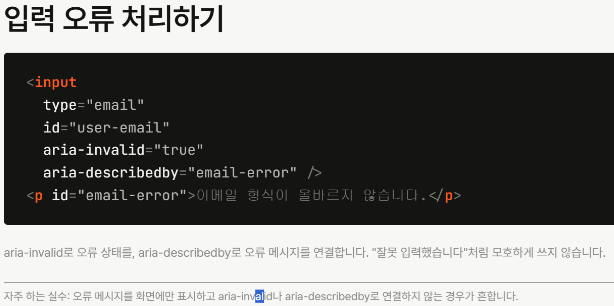 입력 오류 처리하기
<input
type="email"
id="user-email"
aria-invalid="true"
aria-describedby="email-error" />
<p id="email-error">이메일 형식이 올바르지 않습니다.</p>
aria-invalid로 오류 상태를, aria-describedby로 오류 메시지를 연결합니다. "잘못 입력했습니다"처럼 모호하게 쓰지 않습니다.
자주 하는 실수: 오류 메시지를 화면에만 표시하고 aria-invalid나 aria-describedby로 연결하지 않는 경우가 흔합니다.